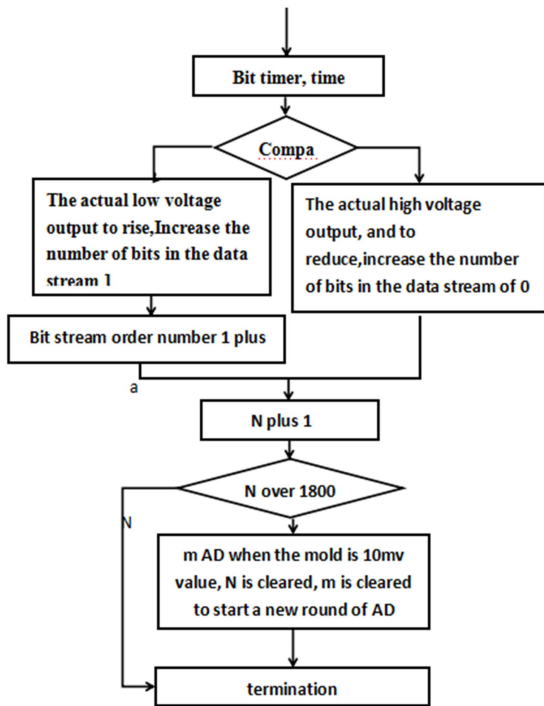 Bit timer, time
Compa
The actual low voltage
output to rise,Increase the
number of bits in the data
stream 1
The actual high voltage
output, and to
reduce,increase the number
of bits in the data stream of 0
Bit stream order number 1 plus
a
N plus 1
N over 1800
N
m AD when the mold is 10mv
value, N is cleared, m is cleared
to start a new round of AD
termination